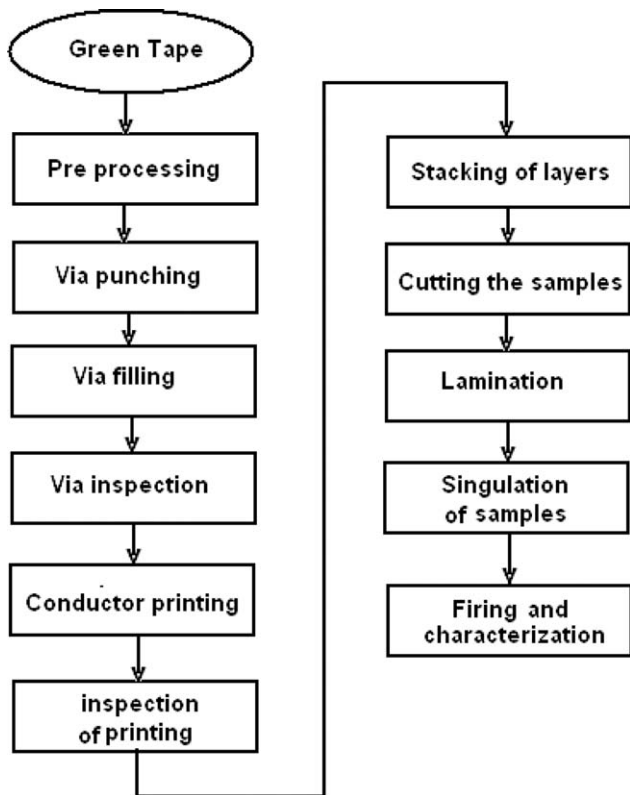 Green Tape
Pre processing
Via punching
Via filling
Via inspection
Conductor printing
inspection
of printing
Stacking of layers
Cutting the samples
Lamination
Singulation
of samples
Firing and
characterization